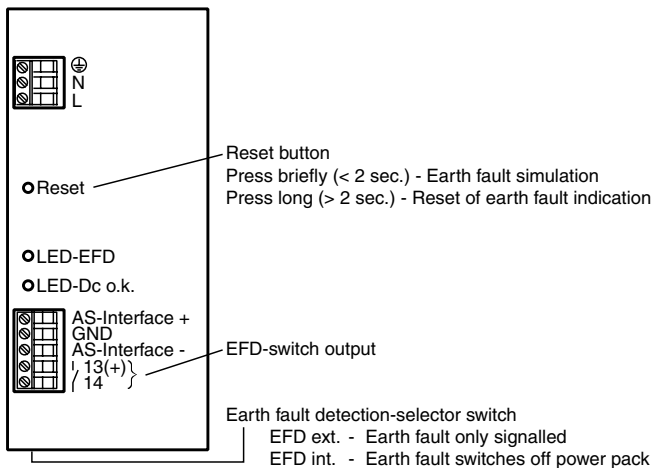 N
L
Reset button
Press briefly (< 2 sec.) - Earth fault simulation
Press long (> 2 sec.) - Reset of earth fault indication
Reset
LED-EFD
LED-Dc o.k.
AS-Interface +
GND
AS-Interface -
13(+)
14
EFD-switch output
Earth fault detection-selector switch
EFD ext. - Earth fault only signalled
EFD int. - Earth fault switches off power pack